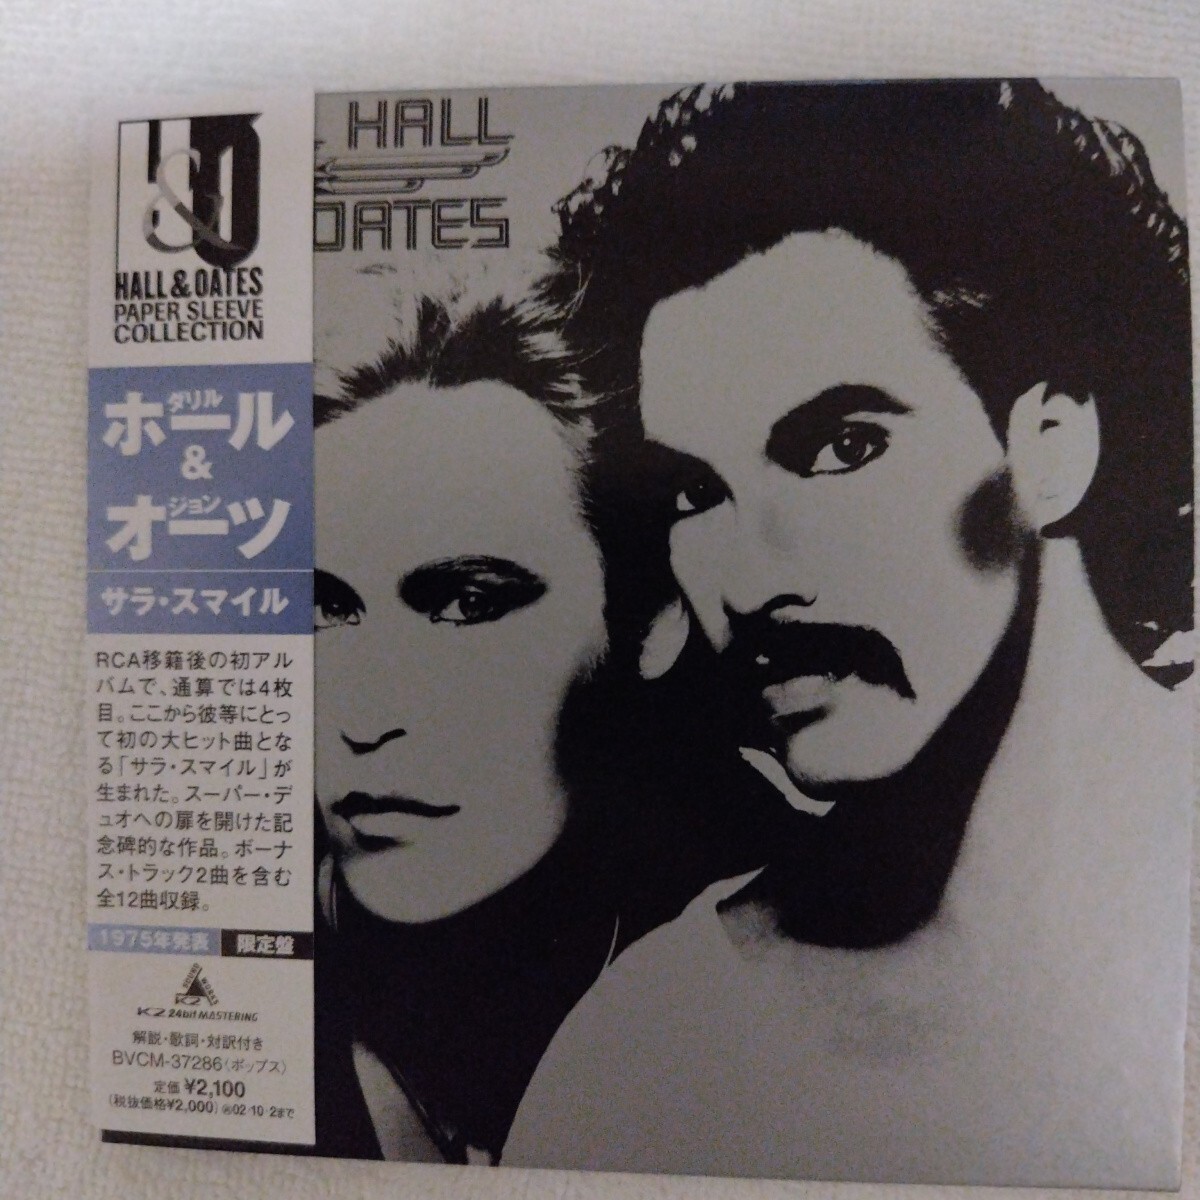 H&O
HALL & OATES
PAPER SLEEVE
COLLECTION
ダリル
ホール
&
ジョン
オーツ
サラ・スマイル
RCA移籍後の初アル
バムで、通算では4枚
目。ここから彼等にとっ
て初の大ヒット曲とな
る「サラ・スマイル」が
生まれた。スーパー・デ
ュオへの扉を開けた記
念碑的な作品。ボーナ
ス・トラック2曲を含む
全12曲収録。
1975年発表 限定盤
K2
K2 24bit MASTERING
解説・歌詞・対訳付き
BVCM-37286(ポップス)
定価 ¥2,100
(税抜価格¥2,000) 02・10・2まで
HALL
OATES